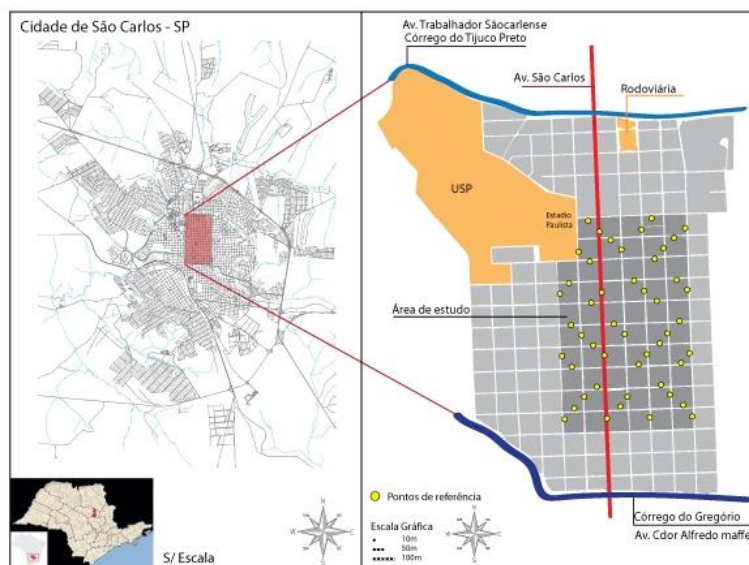 Cidade de São Carlos - SP
S/ Escala
N
W
S
Av. Trabalhador Sãocarlense
Córrego do Tijuco Preto
Av. São Carlos
Rodoviária
USP
Estadio
Paulista
Área de estudo
Pontos de referência
Escala Gráfica
10m
50m
100m
N
W
S
Córrego do Gregório
Av. Cdor Alfredo maffe